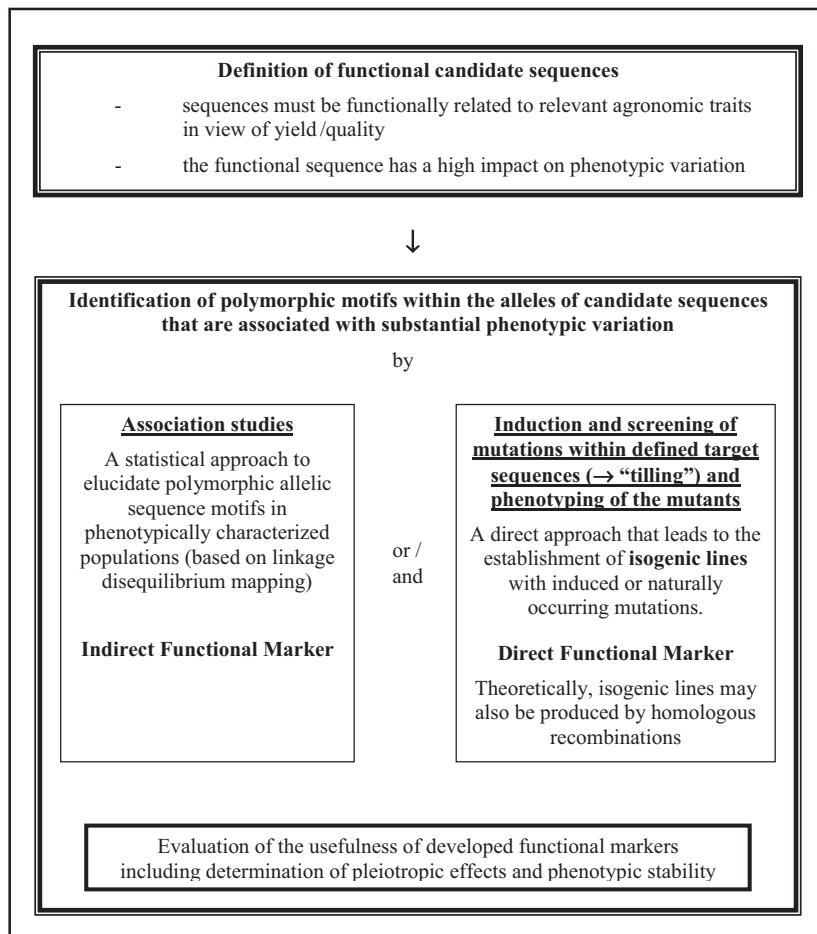 Definition of functional candidate sequences
- sequences must be functionally related to relevant agronomic traits
in view of yield/quality
- the functional sequence has a high impact on phenotypic variation
↓
Identification of polymorphic motifs within the alleles of candidate sequences
that are associated with substantial phenotypic variation
by
Association studies
A statistical approach to
elucidate polymorphic allelic
sequence motifs in
phenotypically characterized
populations (based on linkage
disequilibrium mapping)
Indirect Functional Marker
or /
and
Induction and screening of
mutations within defined target
sequences (→ “tilling”) and
phenotyping of the mutants
A direct approach that leads to the
establishment of isogenic lines
with induced or naturally
occurring mutations.
Direct Functional Marker
Theoretically, isogenic lines may
also be produced by homologous
recombinations
Evaluation of the usefulness of developed functional markers
including determination of pleiotropic effects and phenotypic stability